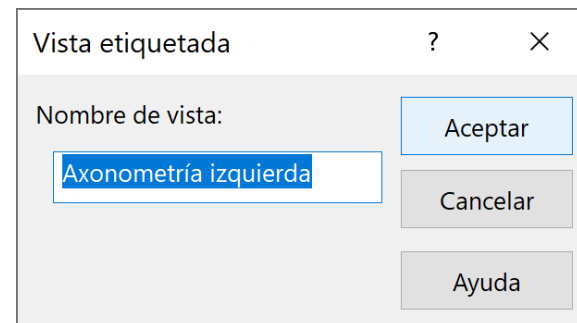 Vista etiquetada ? ×
Nombre de vista:
Aceptar
Axonometría izquierda
Cancelar
Ayuda